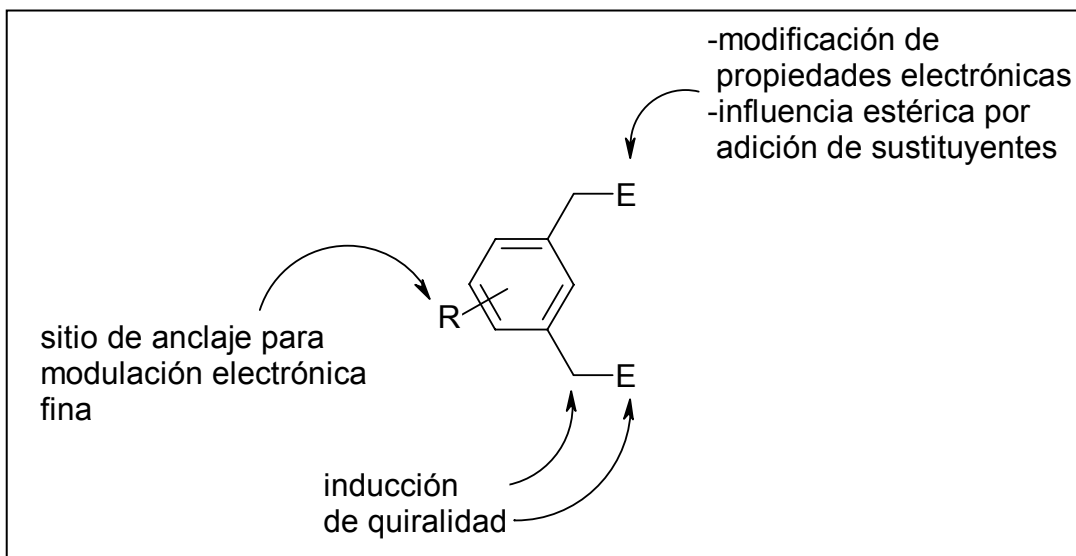 -modificación de
propiedades electrónicas
-influencia estérica por
adición de sustituyentes
E
R
sitio de anclaje para
modulación electrónica
fina
E
inducción
de quiralidad